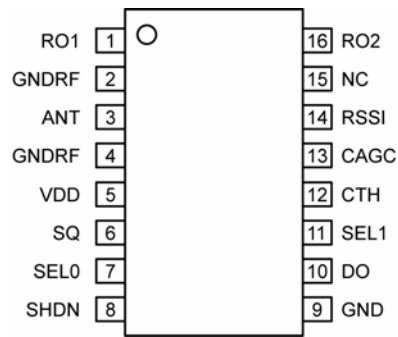 RO1 1 16 RO2
GNDRF 2 15 NC
ANT 3 14 RSSI
GNDRF 4 13 CAGC
VDD 5 12 CTH
SQ 6 11 SEL1
SEL0 7 10 DO
SHDN 8 9 GND